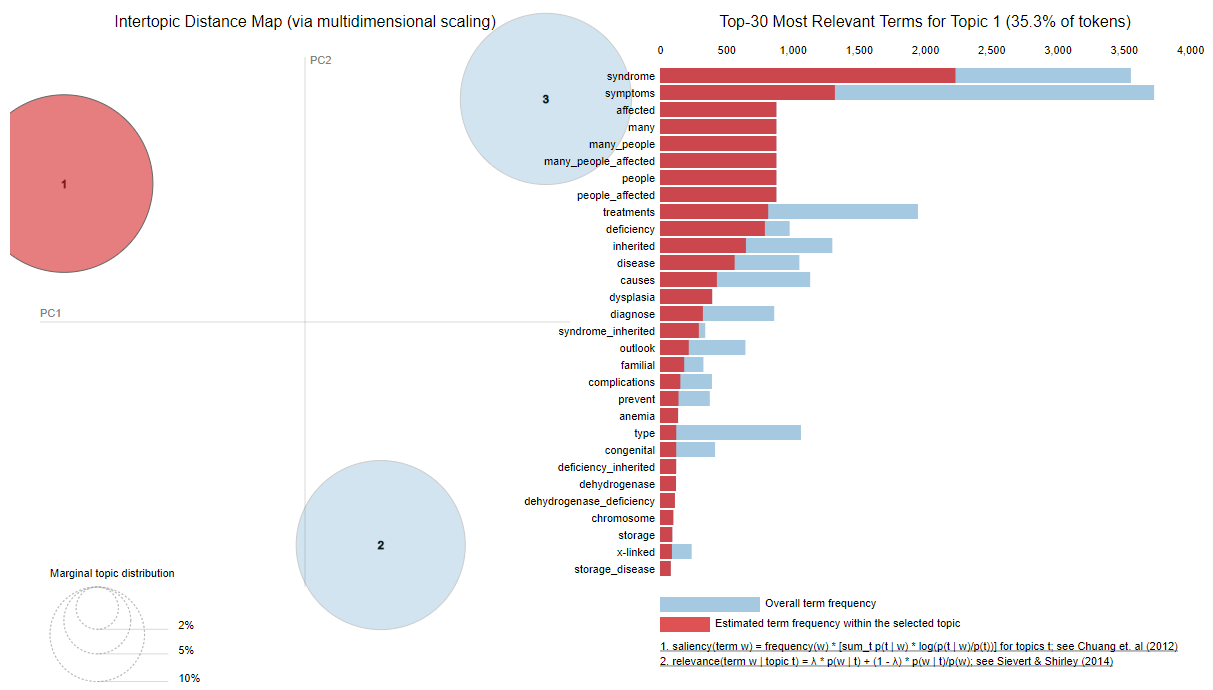 Intertopic Distance Map (via multidimensional scaling)
PC2
PC1
1
3
2
Marginal topic distribution
2%
5%
10%
Top-30 Most Relevant Terms for Topic 1 (35.3% of tokens)
0 500 1,000 1,500 2,000 2,500 3,000 3,500 4,000
syndrome
symptoms
affected
many
many_people
many_people_affected
people
people_affected
treatments
deficiency
inherited
disease
causes
dysplasia
diagnose
syndrome_inherited
outlook
familial
complications
prevent
anemia
type
congenital
deficiency_inherited
dehydrogenase
dehydrogenase_deficiency
chromosome
storage
x-linked
storage_disease
Overall term frequency
Estimated term frequency within the selected topic
1. saliency(term w) = frequency(w) * [sum_t p(t | w) * log(p(t | w)/p(t))] for topics t; see Chuang et. al (2012)
2. relevance(term w | topic t) = λ * p(w | t) + (1 - λ) * p(w | t)/p(w); see Sievert & Shirley (2014)